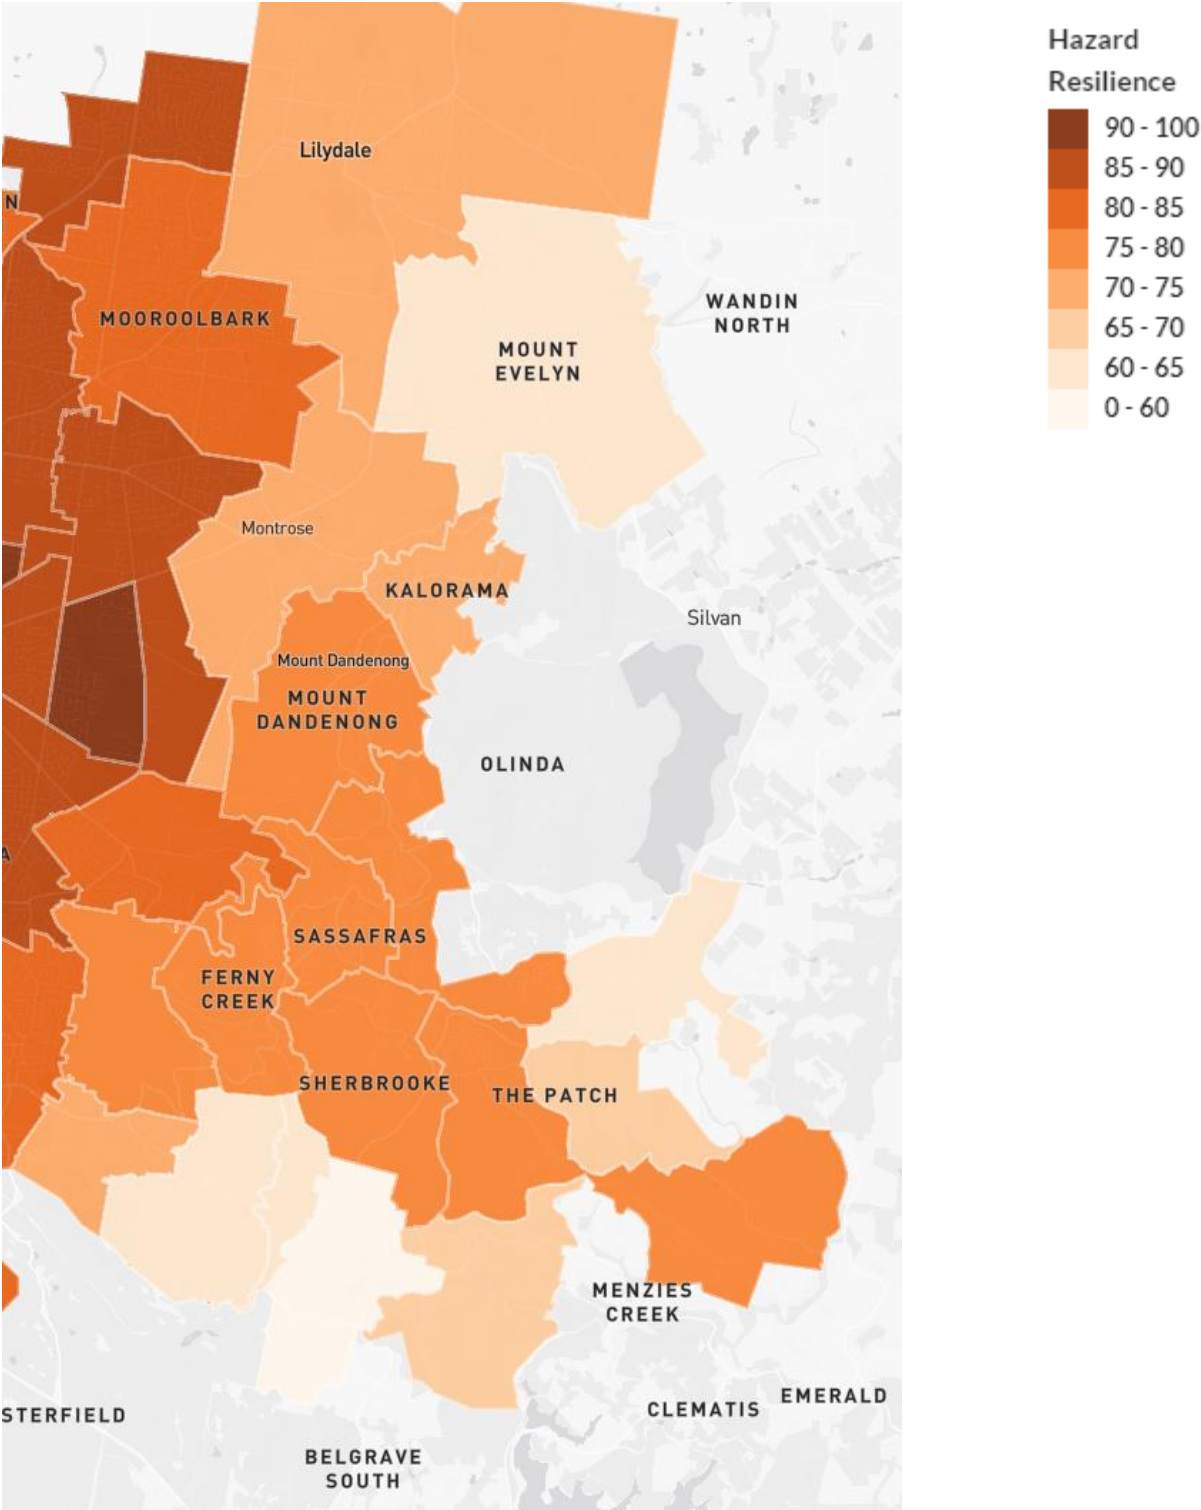 Hazard
Resilience
90 - 100
85 - 90
80 - 85
75 - 80
70 - 75
65 - 70
60 - 65
0 - 60
Lilydale
N
MOOROOLBARK
WANDIN
NORTH
MOUNT
EVELYN
Montrose
KALORAMA
Silvan
Mount Dandenong
MOUNT
DANDENONG
OLINDA
A
SASSAFRAS
FERNY
CREEK
SHERBROOKE
THE PATCH
MENZIES
CREEK
EMERALD
CLEMATIS
STERFIELD
BELGRAVE
SOUTH